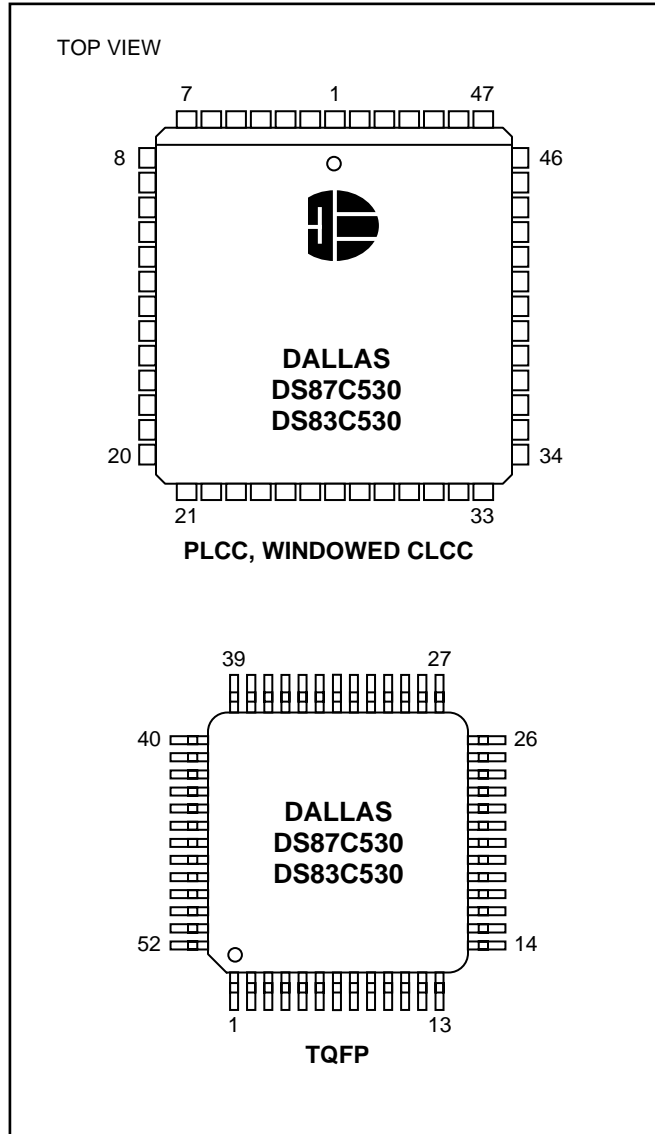 TOP VIEW
7 1 47
8 46
DALLAS
DS87C530
DS83C530
20 34
21 33
PLCC, WINDOWED CLCC
39 27
40 26
DALLAS
DS87C530
DS83C530
52 14
1 13
TQFP